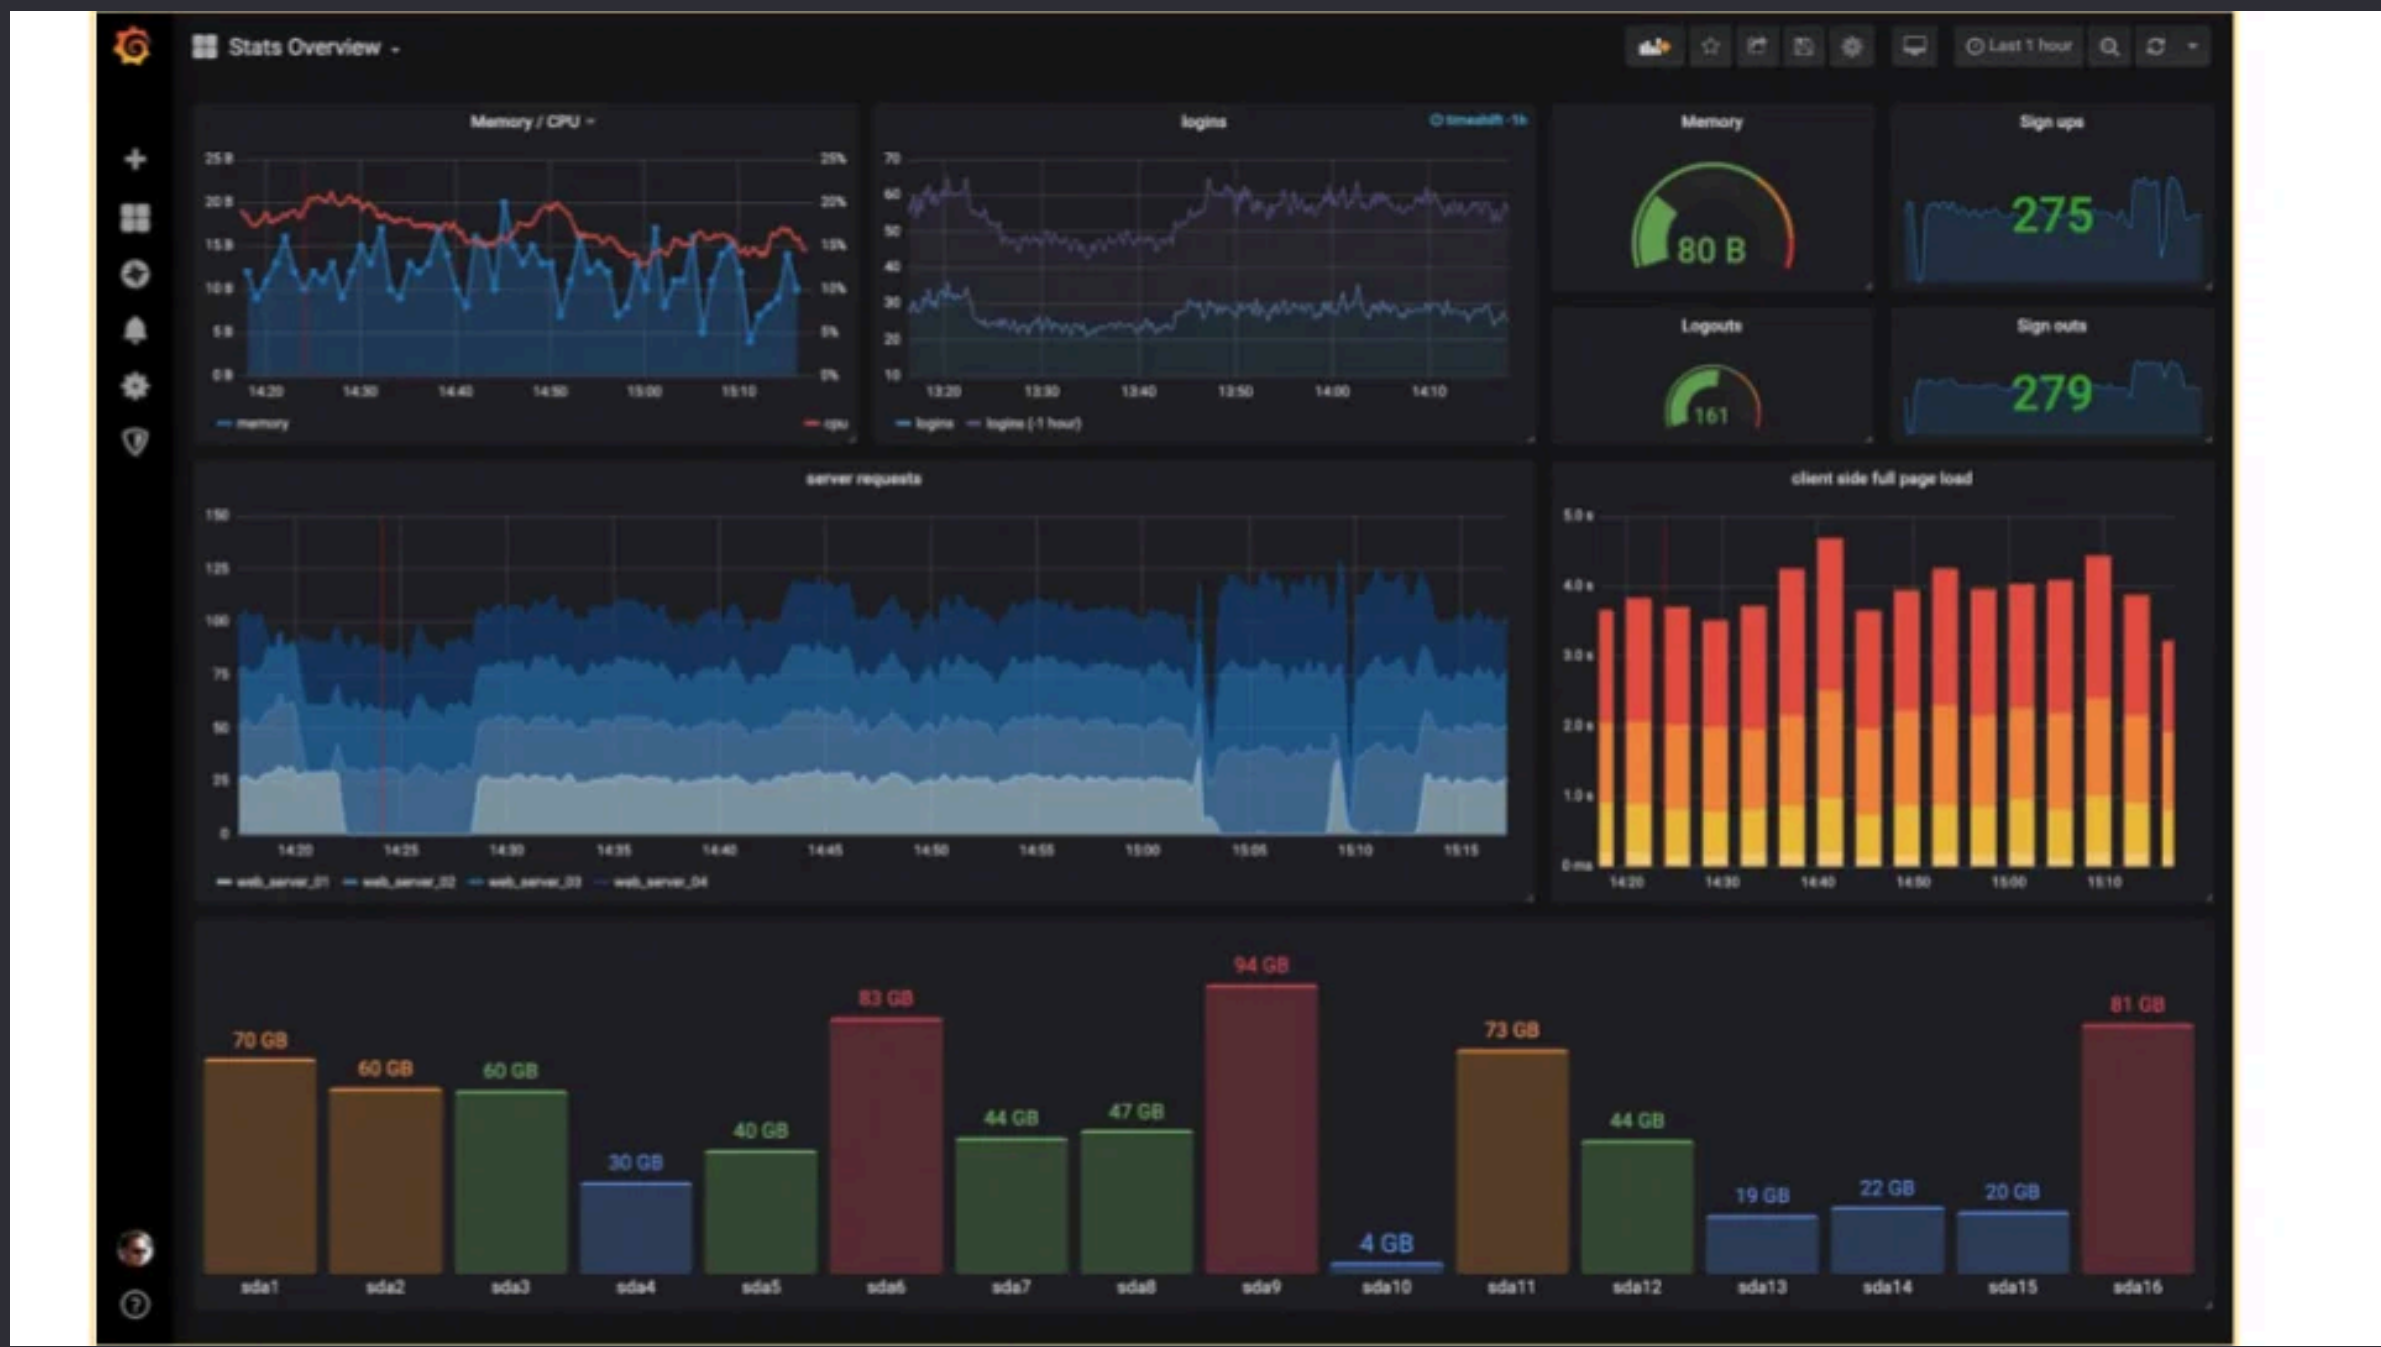 Stats Overview
Last 1 hour
Memory / CPU
25 B
20 B
15 B
10 B
5 B
0 B
25%
20%
15%
10%
5%
0%
14:20 14:30 14:40 14:50 15:00 15:10
memory
cpu
logins
timeshift -1h
70
60
50
40
30
20
10
13:20 13:30 13:40 13:50 14:00 14:10
logins logins (-1 hour)
Memory
80 B
Sign ups
275
Logouts
161
Sign outs
279
server requests
150
125
100
75
50
25
0
14:20 14:25 14:30 14:35 14:40 14:45 14:50 14:55 15:00 15:05 15:10 15:15
web_server_01 web_server_02 web_server_03 web_server_04
client side full page load
5.0 s
4.0 s
3.0 s
2.0 s
1.0 s
0 ms
14:20 14:30 14:40 14:50 15:00 15:10
70 GB 60 GB 60 GB 30 GB 40 GB 83 GB 44 GB 47 GB 94 GB 4 GB 73 GB 44 GB 19 GB 22 GB 20 GB 81 GB
sda1 sda2 sda3 sda4 sda5 sda6 sda7 sda8 sda9 sda10 sda11 sda12 sda13 sda14 sda15 sda16